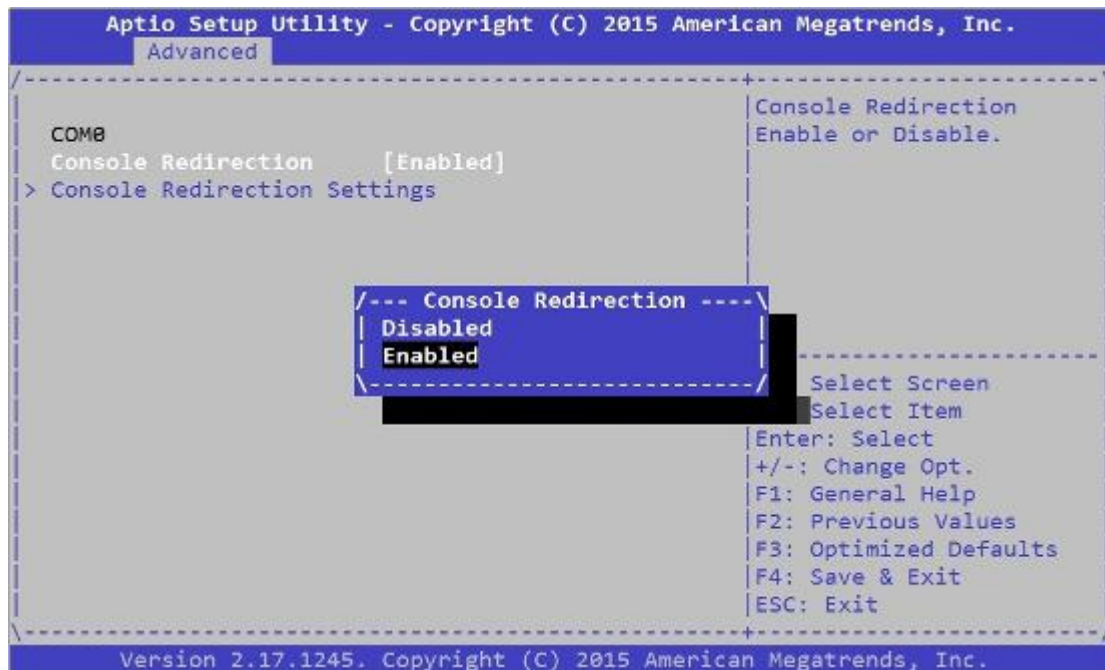 Aptio Setup Utility - Copyright (C) 2015 American Megatrends, Inc.
Advanced
Console Redirection
Enable or Disable.
COM0
Console Redirection [Enabled]
> Console Redirection Settings
/--- Console Redirection ----\
Disabled
Enabled
Select Screen
Select Item
Enter: Select
+/-: Change Opt.
F1: General Help
F2: Previous Values
F3: Optimized Defaults
F4: Save & Exit
ESC: Exit
Version 2.17.1245. Copyright (C) 2015 American Megatrends, Inc.